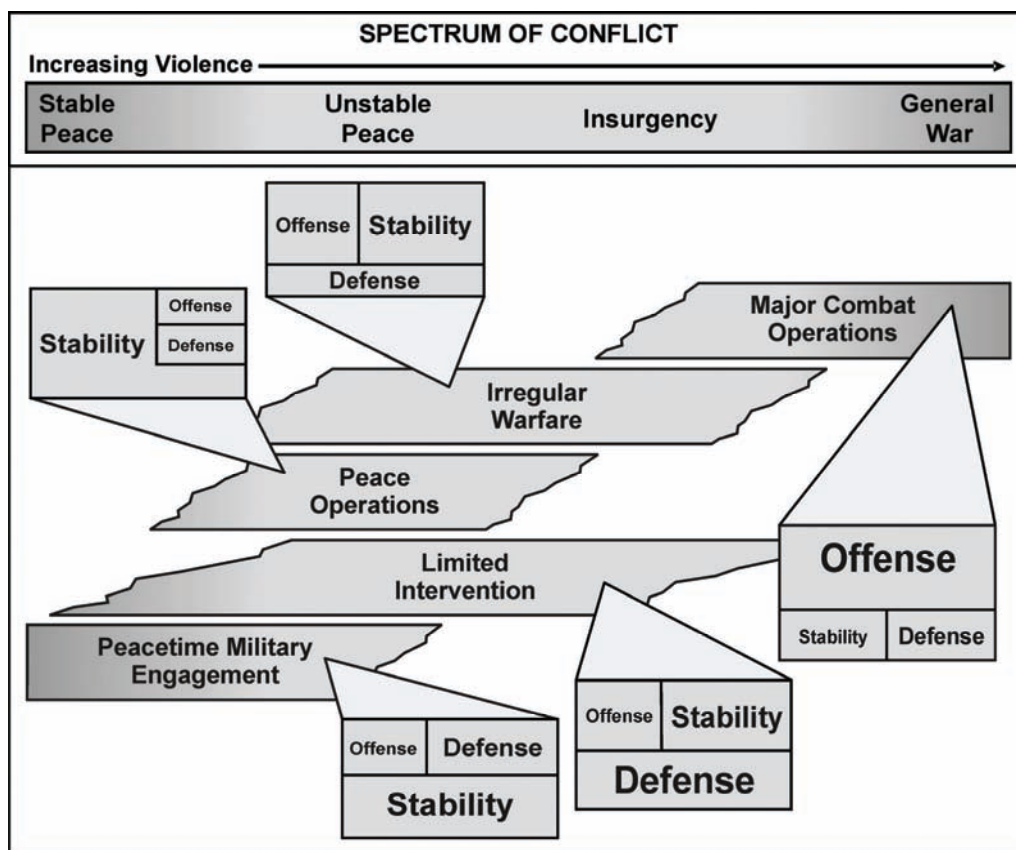 SPECTRUM OF CONFLICT
Increasing Violence
Stable
Peace
Unstable
Peace
Insurgency
General
War
Offense
Stability
Defense
Stability
Offense
Defense
Major Combat
Operations
Irregular
Warfare
Peace
Operations
Limited
Intervention
Offense
Stability
Defense
Peacetime Military
Engagement
Offense
Stability
Defense
Offense
Defense
Stability